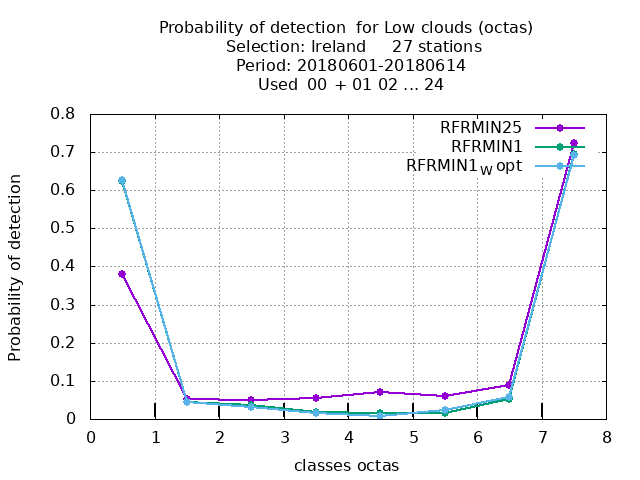 Probability of detection  for Low clouds (octas)
Selection: Ireland     27 stations
Period: 20180601-20180614
Used  00 + 01 02 ... 24
RFRMIN25
RFRMIN1
RFRMIN1W opt
Probability of detection
0.8
0.7
0.6
0.5
0.4
0.3
0.2
0.1
0
0 1 2 3 4 5 6 7 8
classes octas